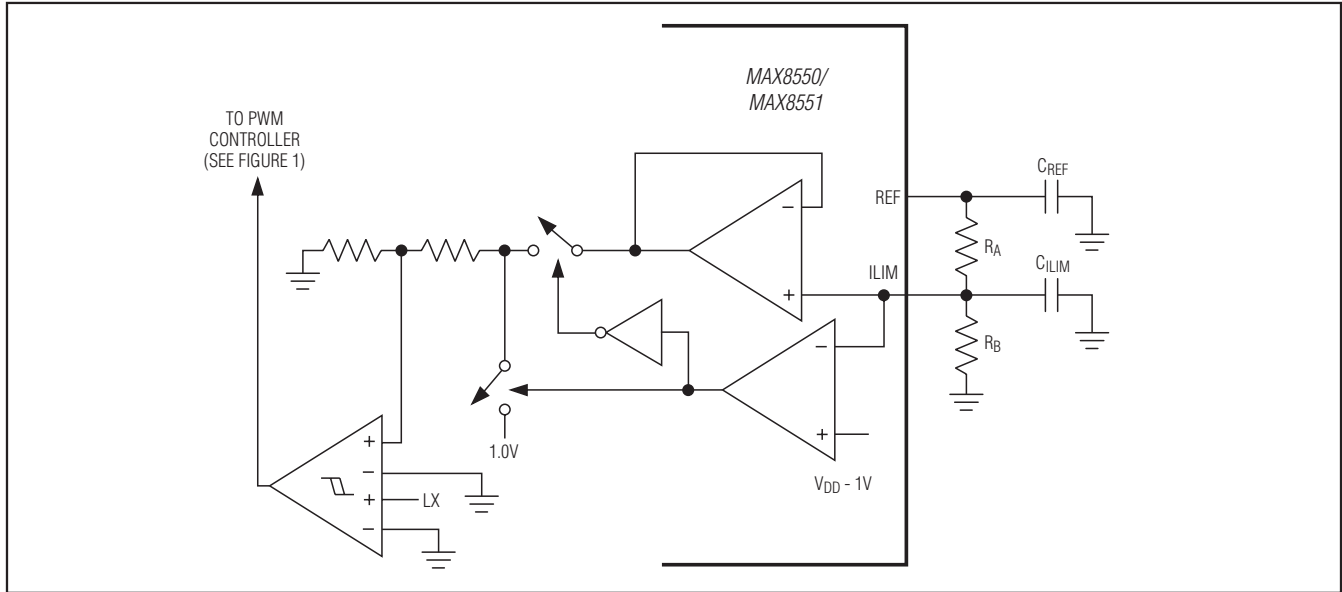 MAX8550/
MAX8551
TO PWM
CONTROLLER
(SEE FIGURE 1)
REF
CREF
RA
ILIM
CILIM
RB
−
+
−
+
VDD - 1V
1.0V
+
−
+
−
LX